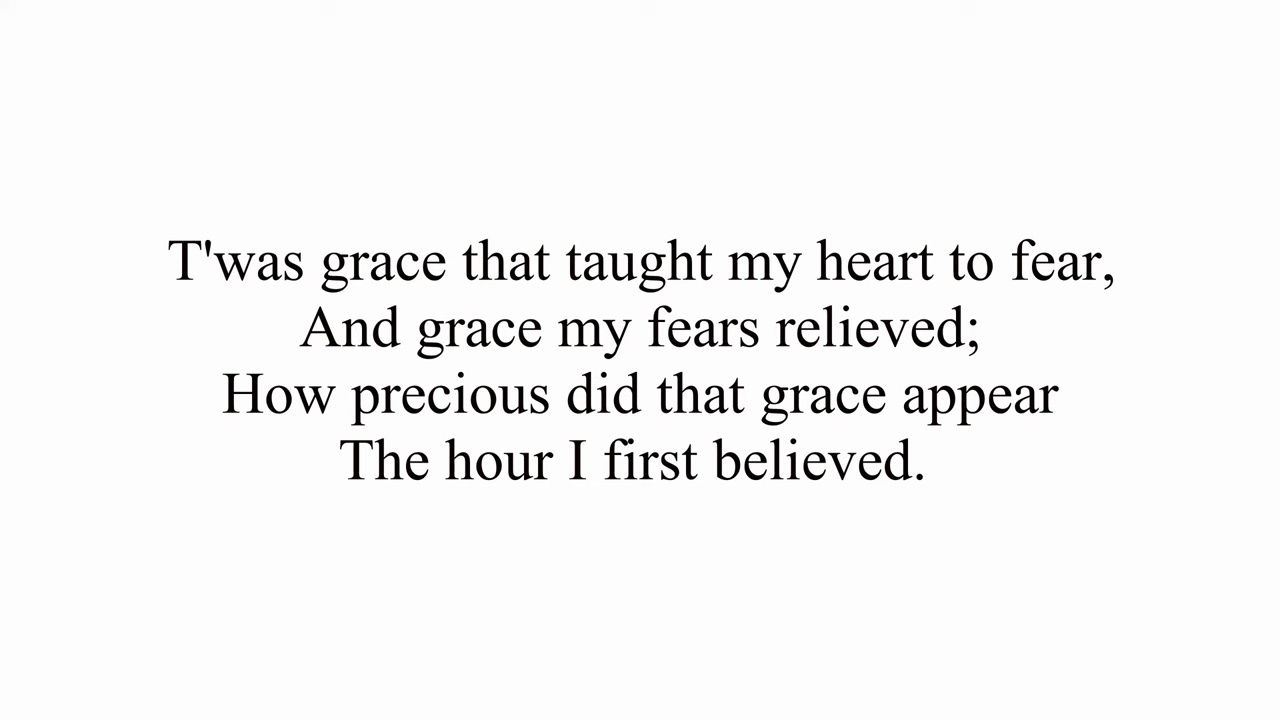 T'was grace that taught my heart to fear,
And grace my fears relieved;
How precious did that grace appear
The hour I first believed.